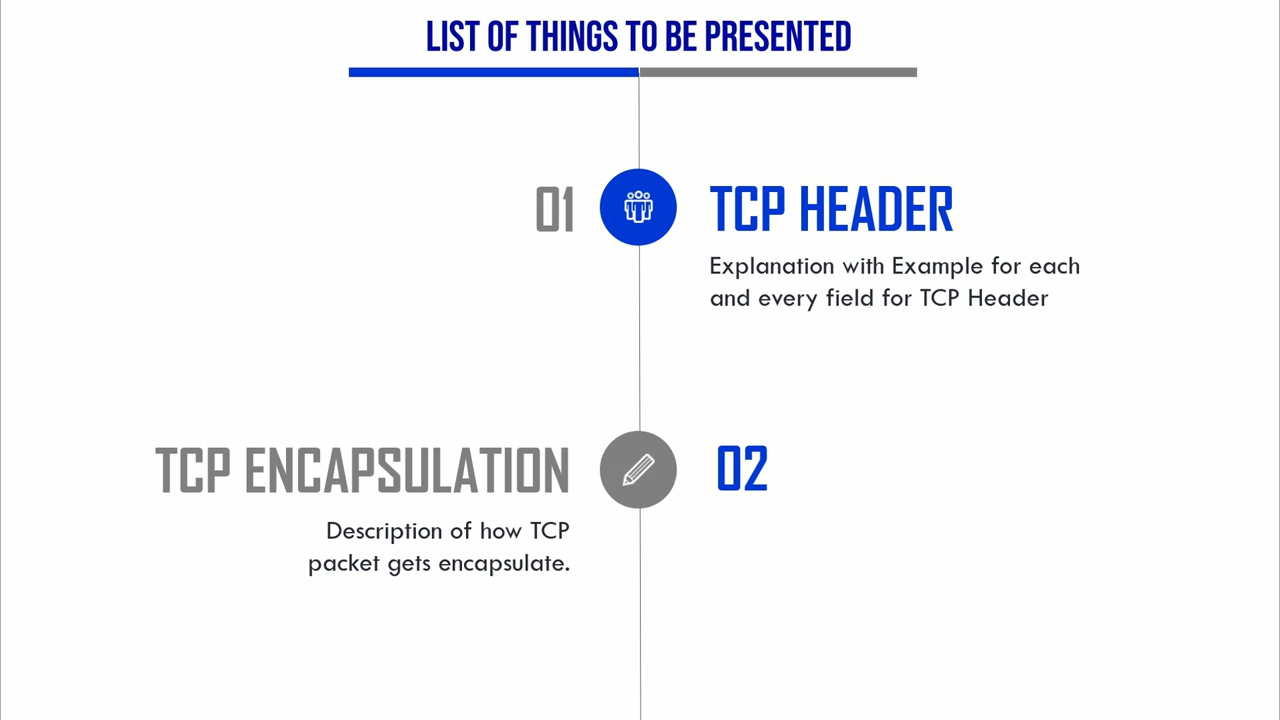 LIST OF THINGS TO BE PRESENTED
01
TCP HEADER
Explanation with Example for each
and every field for TCP Header
TCP ENCAPSULATION
02
Description of how TCP
packet gets encapsulate.